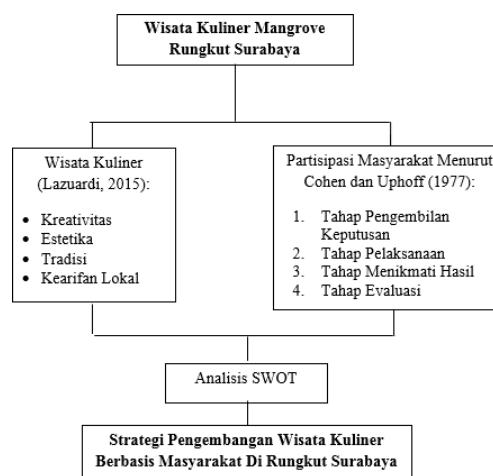 Wisata Kuliner Mangrove
Rungkut Surabaya
Wisata Kuliner
(Lazuardi, 2015):
• Kreativitas
• Estetika
• Tradisi
• Kearifan Lokal
Partisipasi Masyarakat Menurut
Cohen dan Uphoff (1977):
1. Tahap Pengembilan
Keputusan
2. Tahap Pelaksanaan
3. Tahap Menikmati Hasil
4. Tahap Evaluasi
Analisis SWOT
Strategi Pengembangan Wisata Kuliner
Berbasis Masyarakat Di Rungkut Surabaya